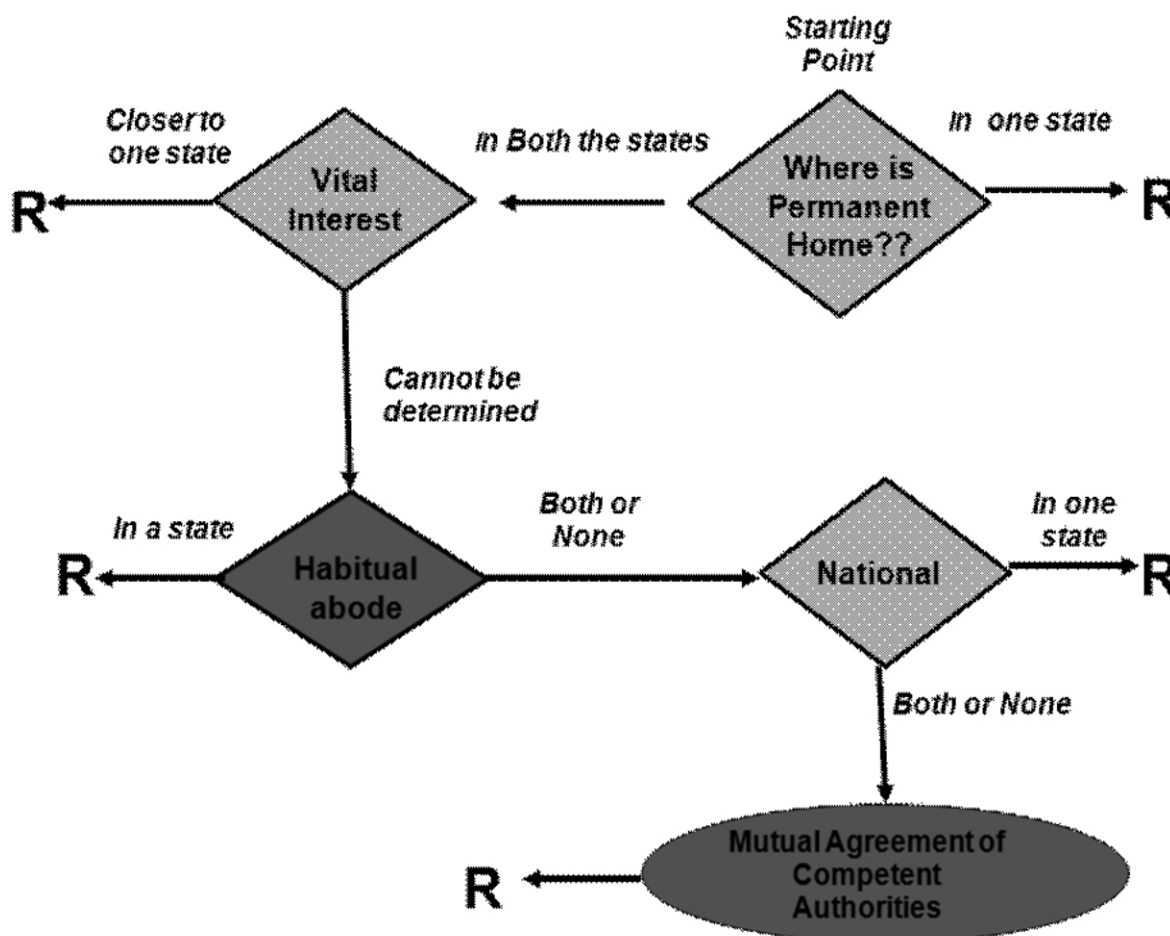 Starting
Point
Closer to
one state
In Both the states
In one state
Vital
Interest
Where is
Permanent
Home??
R
R
Cannot be
determined
In a state
Both or
None
In one
state
R
Habitual
abode
National
R
Both or None
Mutual Agreement of
Competent
Authorities
R